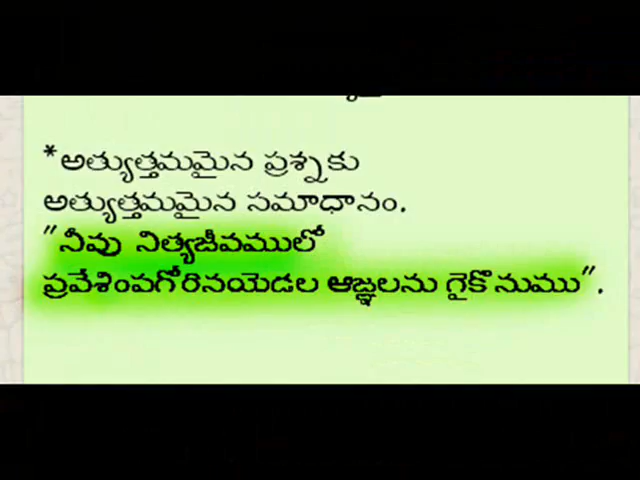 *అత్యుత్తమమైన ప్రశ్నకు
అత్యుత్తమమైన సమాధానం.
"నీవు నిత్యజీవములో
ప్రవేశింపగోరినయెడల ఆజ్ఞలను గైకొనుము".